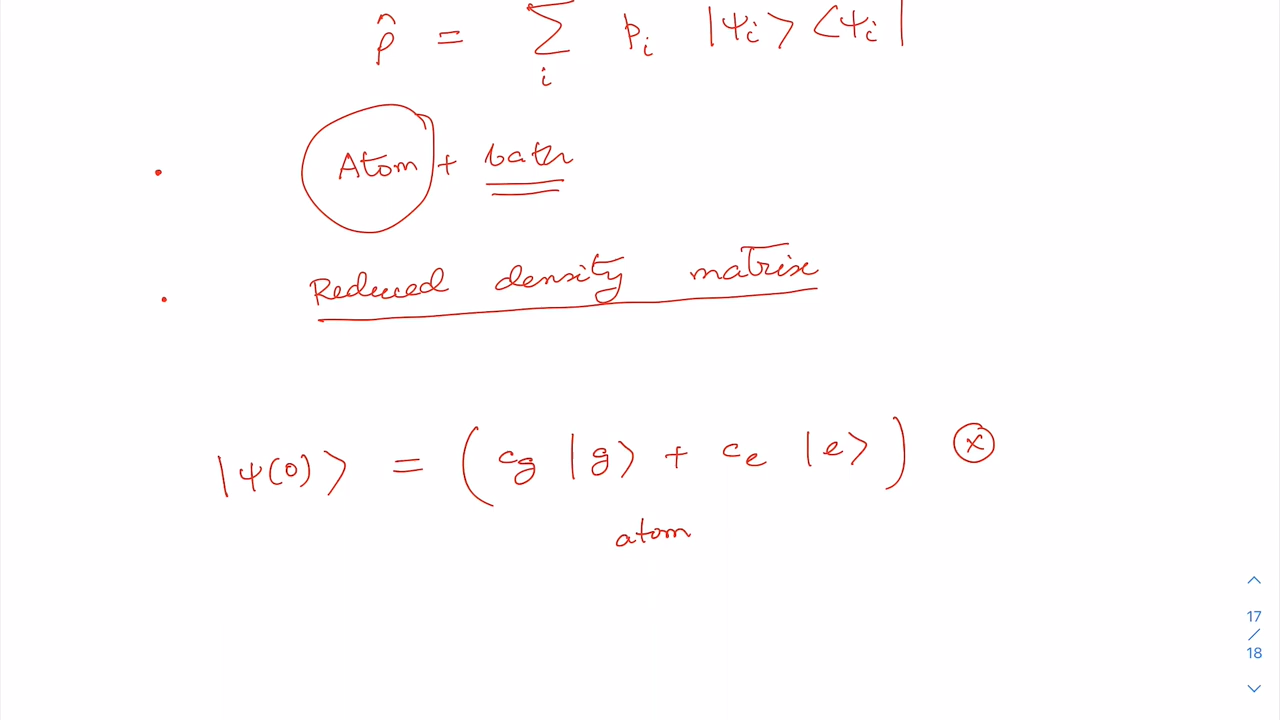 ρ̂ = Σ_i p_i |ψ_i> <ψ_i|
• Atom + bath
• Reduced density matrix
|ψ(0)> = (c_g |g> + c_e |e>) ⊗
atom
17
/
18